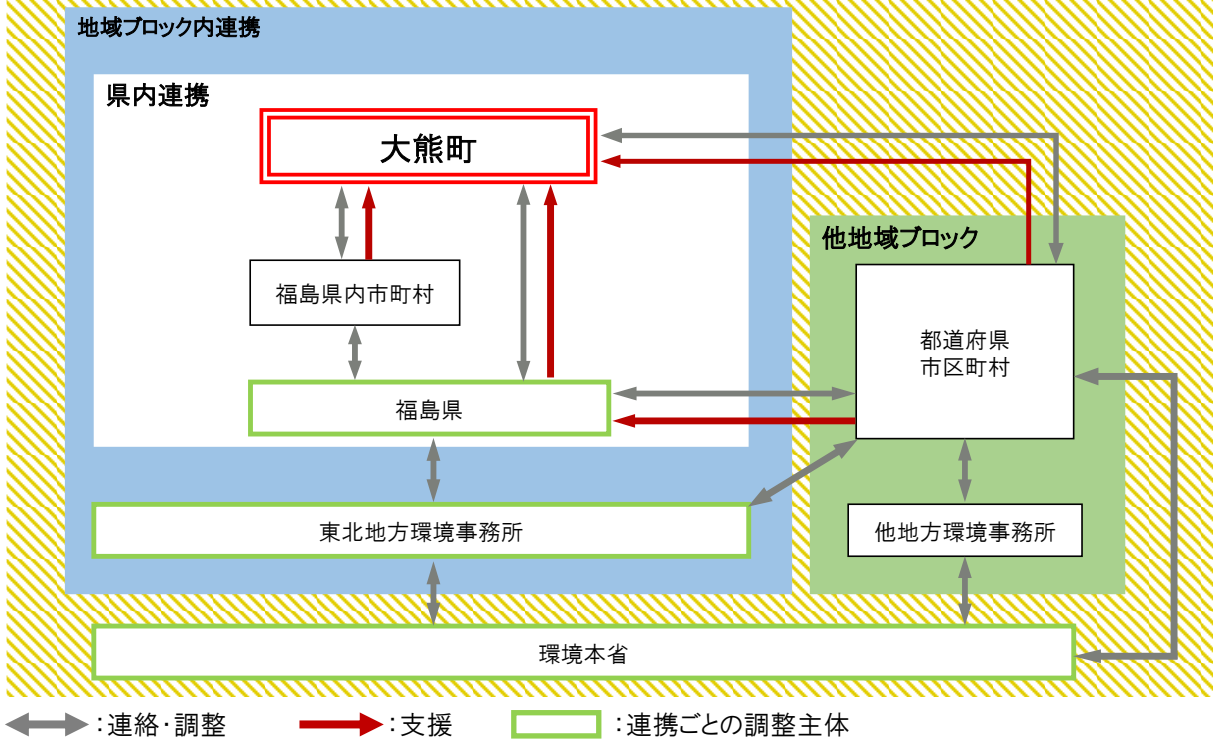 地域ブロック内連携
県内連携
大熊町
福島県内市町村
福島県
東北地方環境事務所
他地域ブロック
都道府県
市区町村
他地方環境事務所
環境本省
：連絡・調整
：支援
：連携ごとの調整主体